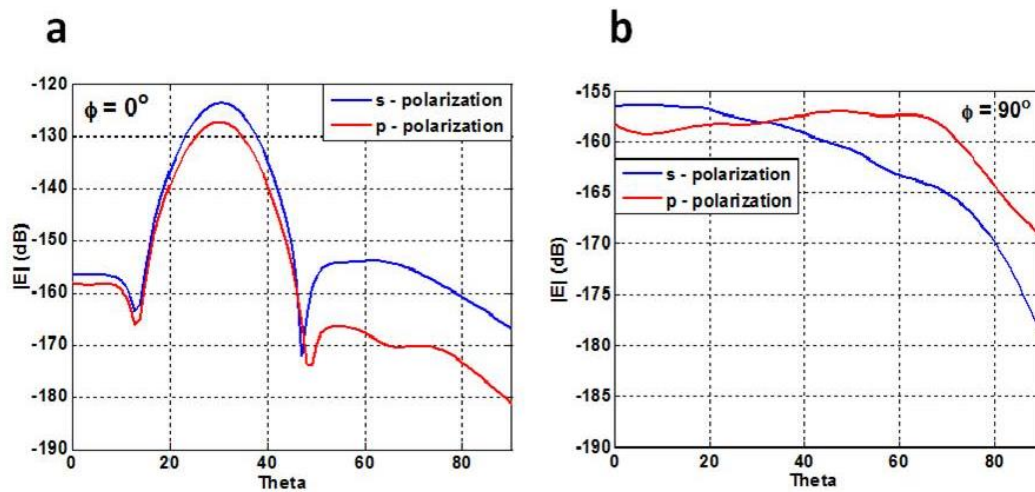 a
b
-120
-130
-140
-150
-160
-170
-180
-190
|E| (dB)
ϕ = 0°
s - polarization
p - polarization
0 20 40 60 80
Theta
-155
-160
-165
-170
-175
-180
-185
-190
|E| (dB)
ϕ = 90°
s - polarization
p - polarization
0 20 40 60 80
Theta